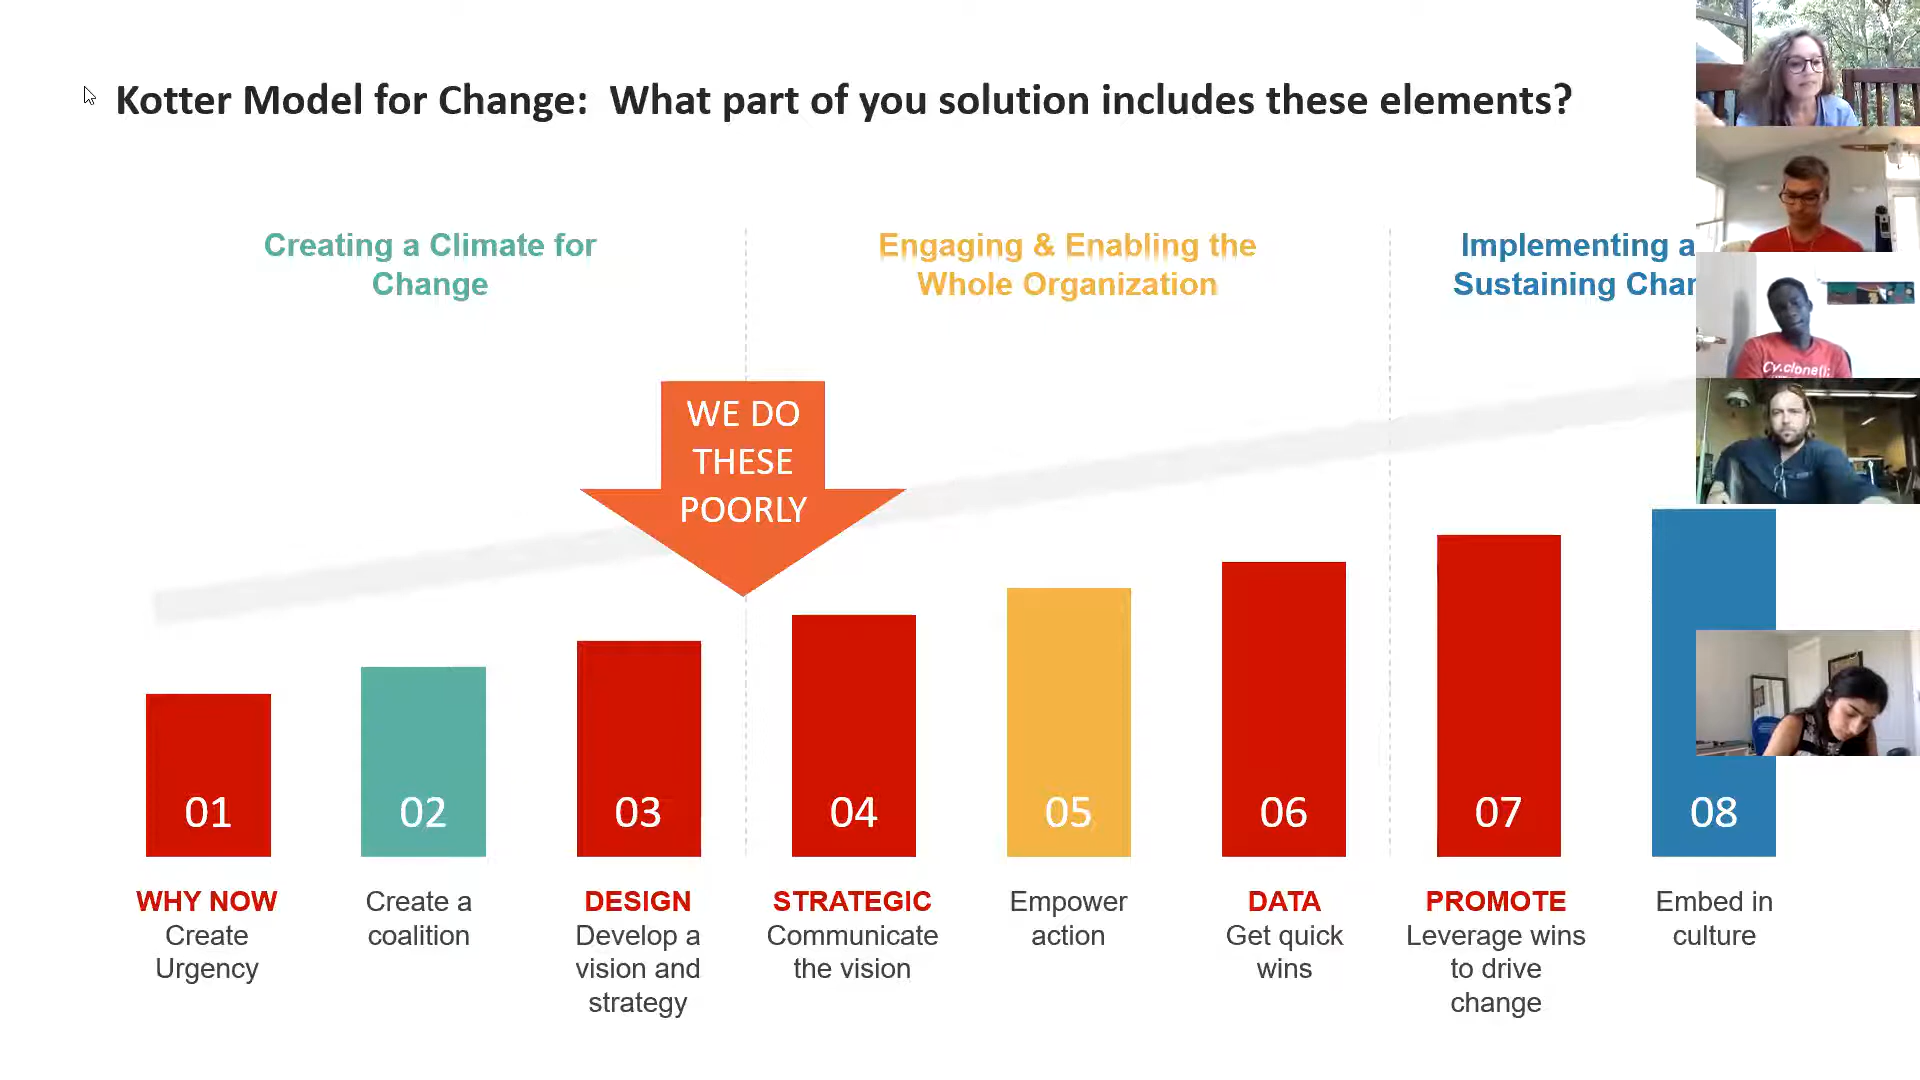 Kotter Model for Change: What part of you solution includes these elements?
Creating a Climate for
Change
Engaging & Enabling the
Whole Organization
Implementing a
Sustaining
WE DO
THESE
POORLY
Cy.clone();
01
02
03
04
05
06
07
08
WHY NOW
Create
Urgency
Create a
coalition
DESIGN
Develop a
vision and
strategy
STRATEGIC
Communicate
the vision
Empower
action
DATA
Get quick
wins
PROMOTE
Leverage wins
to drive
change
Embed in
culture